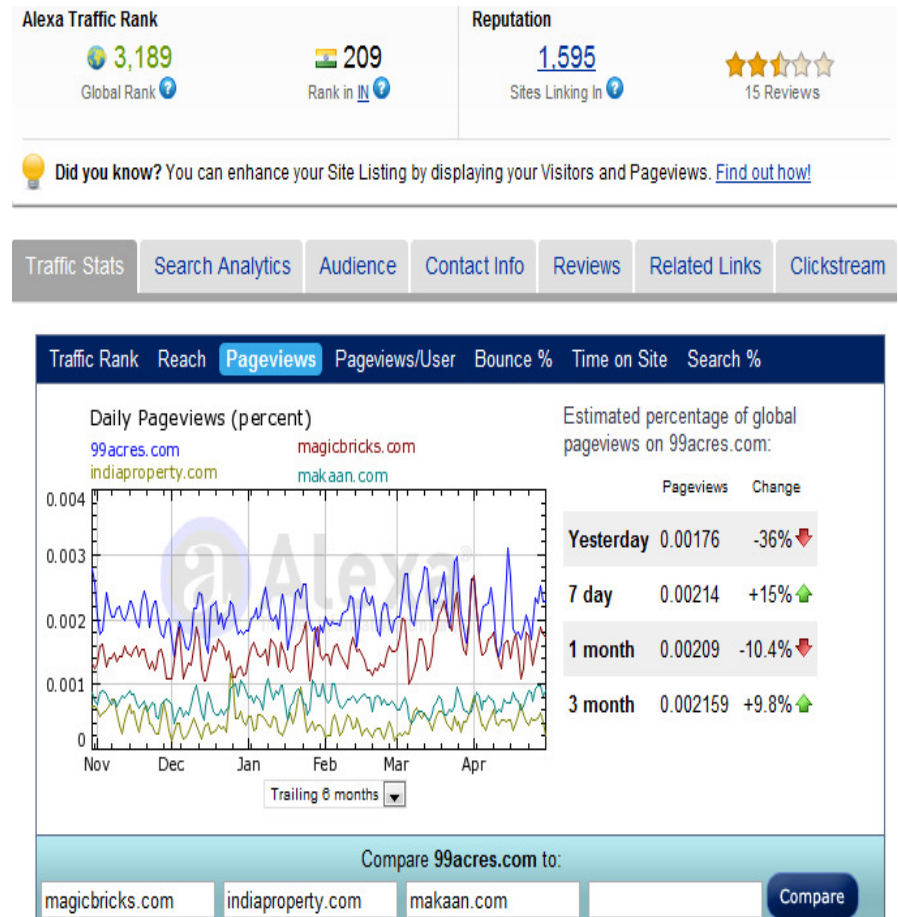 Alexa Traffic Rank
Reputation
3,189
209
1,595
Global Rank ?
Rank in IN ?
Sites Linking In ?
15 Reviews
Did you know? You can enhance your Site Listing by displaying your Visitors and Pageviews. Find out how!
Traffic Stats Search Analytics Audience Contact Info Reviews Related Links Clickstream
Traffic Rank Reach Pageviews Pageviews/User Bounce % Time on Site Search %
Daily Pageviews (percent)
99acres.com magicbricks.com
indiaproperty.com makaan.com
0.004
0.003
0.002
0.001
0
a Alexa®
Nov Dec Jan Feb Mar Apr
Trailing 6 months
Estimated percentage of global
pageviews on 99acres.com:
Pageviews Change
Yesterday 0.00176 -36%
7 day 0.00214 +15%
1 month 0.00209 -10.4%
3 month 0.002159 +9.8%
Compare 99acres.com to:
magicbricks.com indiaproperty.com makaan.com Compare